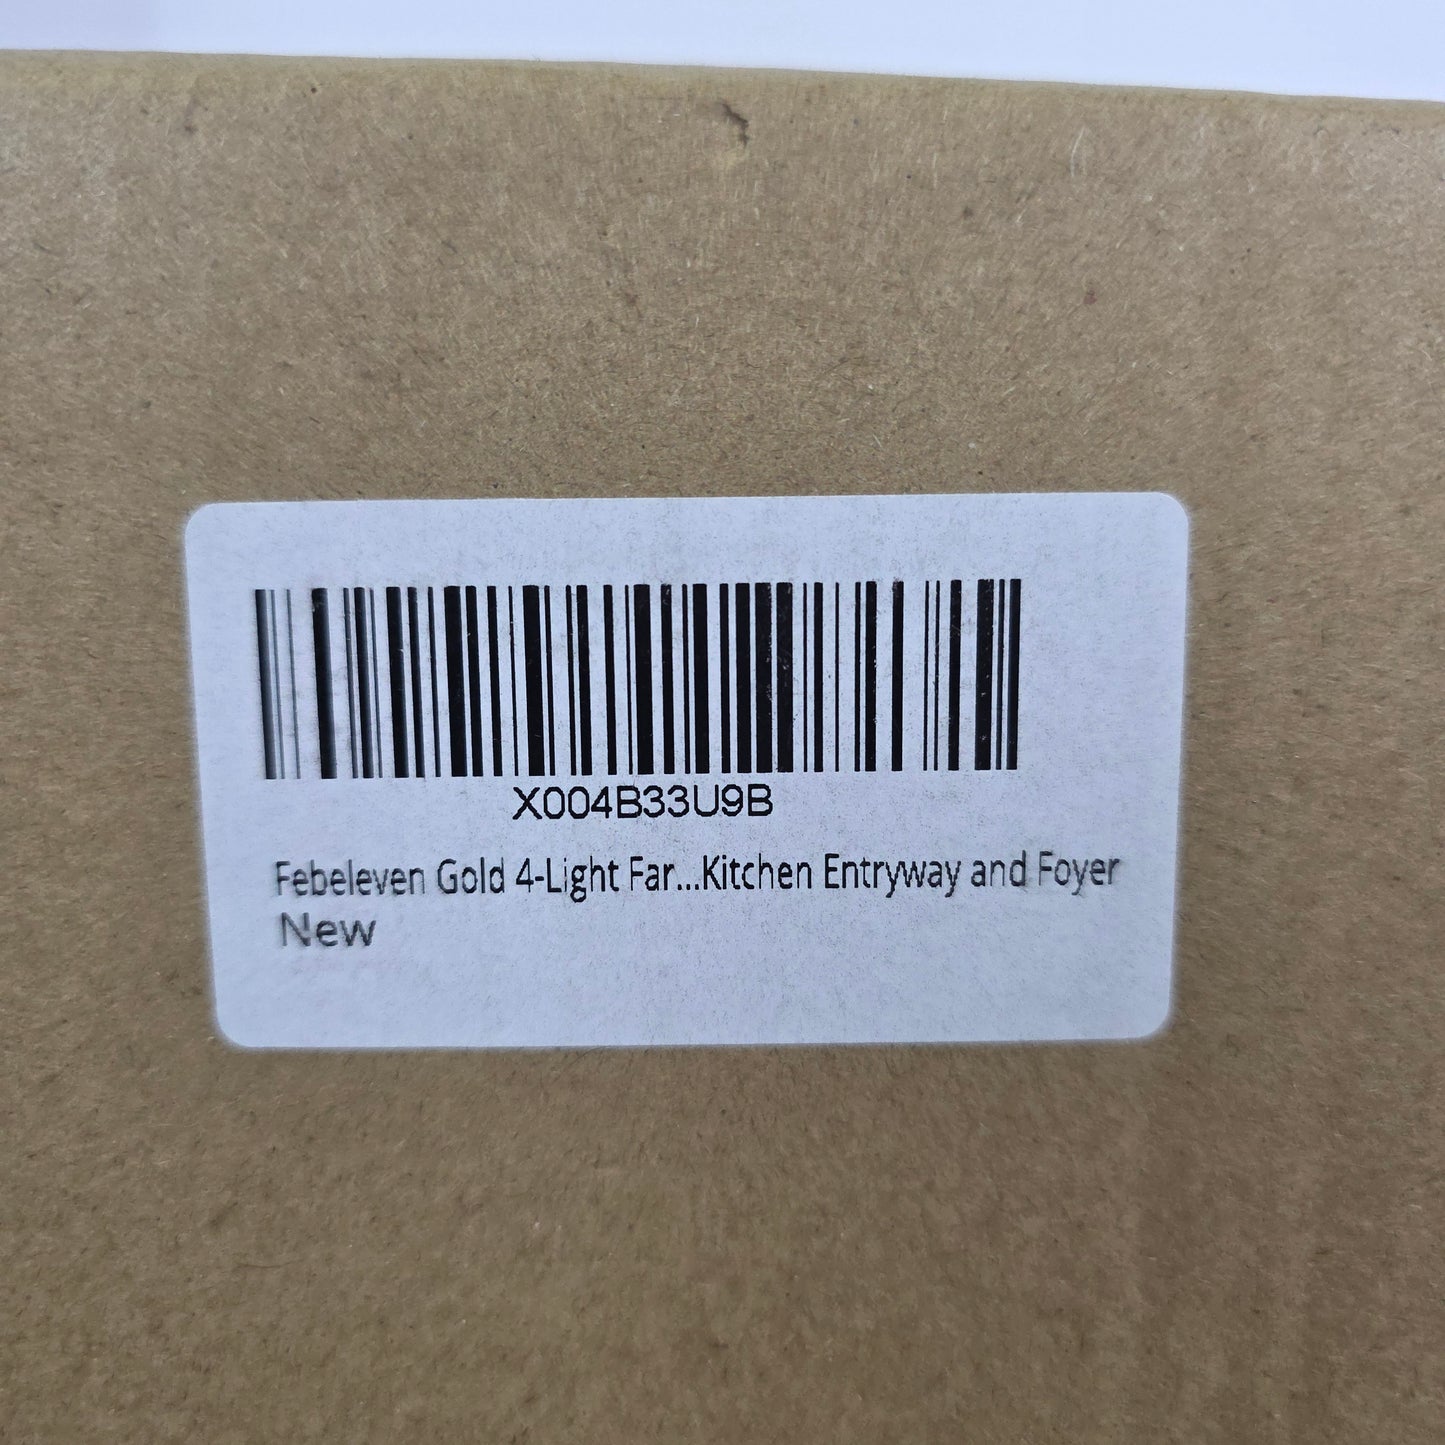 X004B33U9B
Febeleven Gold 4-Light Far...Kitchen Entryway and Foyer
New